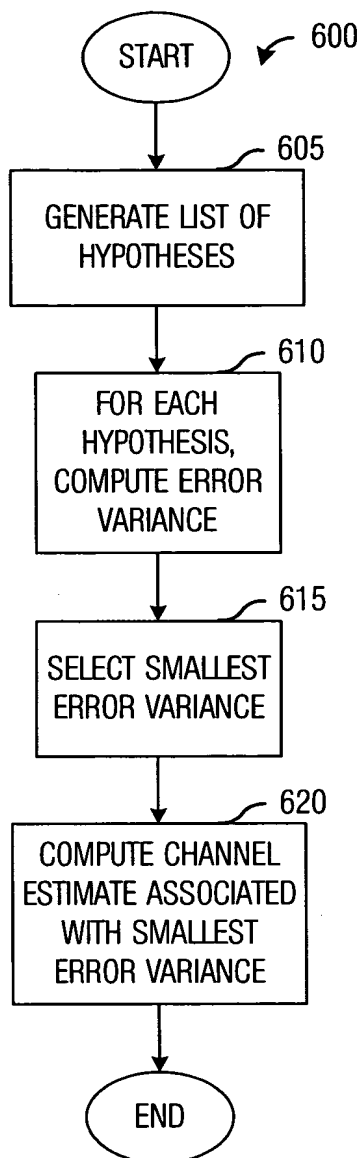 START
600
605
GENERATE LIST OF
HYPOTHESES
610
FOR EACH
HYPOTHESIS,
COMPUTE ERROR
VARIANCE
615
SELECT SMALLEST
ERROR VARIANCE
620
COMPUTE CHANNEL
ESTIMATE ASSOCIATED
WITH SMALLEST
ERROR VARIANCE
END